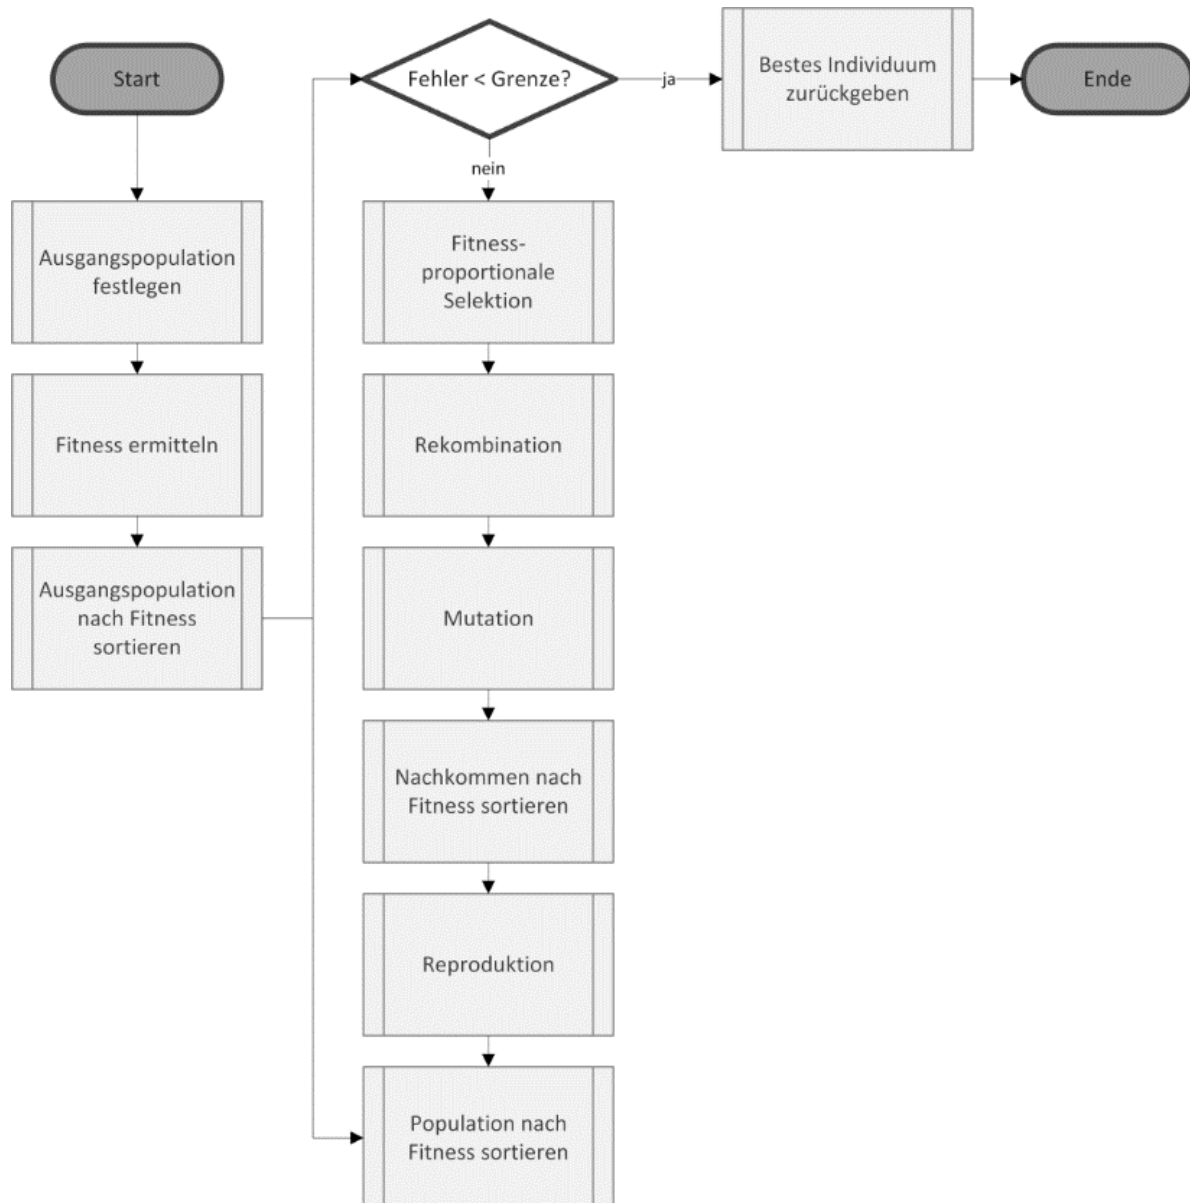 Start
Ausgangspopulation
festlegen
Fitness ermitteln
Ausgangspopulation
nach Fitness
sortieren
Fehler < Grenze?
ja
nein
Bestes Individuum
zurückgeben
Ende
Fitness-
proportionale
Selektion
Rekombination
Mutation
Nachkommen nach
Fitness sortieren
Reproduktion
Population nach
Fitness sortieren